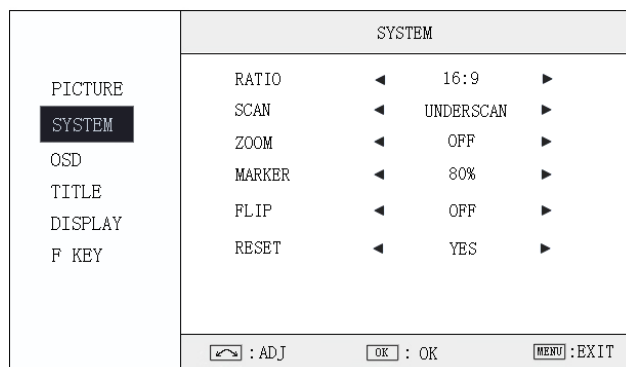 SYSTEM
PICTURE
SYSTEM
OSD
TITLE
DISPLAY
F KEY
RATIO ◀ 16:9 ▶
SCAN ◀ UNDERSCAN ▶
ZOOM ◀ OFF ▶
MARKER ◀ 80% ▶
FLIP ◀ OFF ▶
RESET ◀ YES ▶
:ADJ OK : OK MENU :EXIT